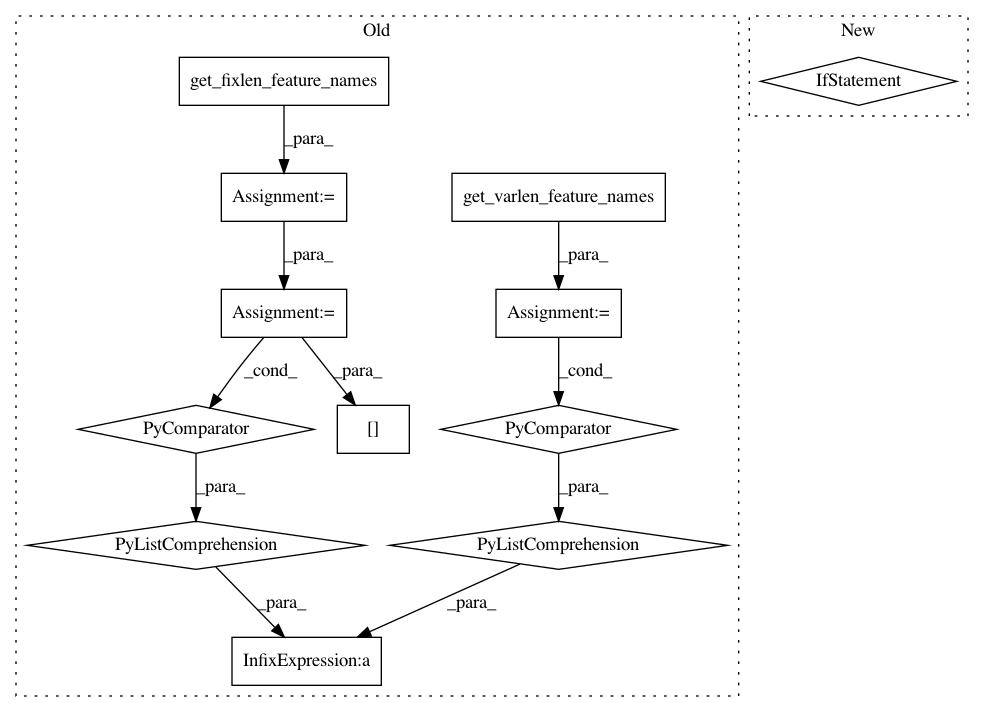 Old
New
get_fixlen_feature_names
IfStatement
_para_
Assignment:=
get_varlen_feature_names
_para_
_para_
Assignment:=
Assignment:=
_cond_
_para_
_cond_
PyComparator
[]
PyComparator
_para_
_para_
PyListComprehension
PyListComprehension
_para_
_para_
InfixExpression:a